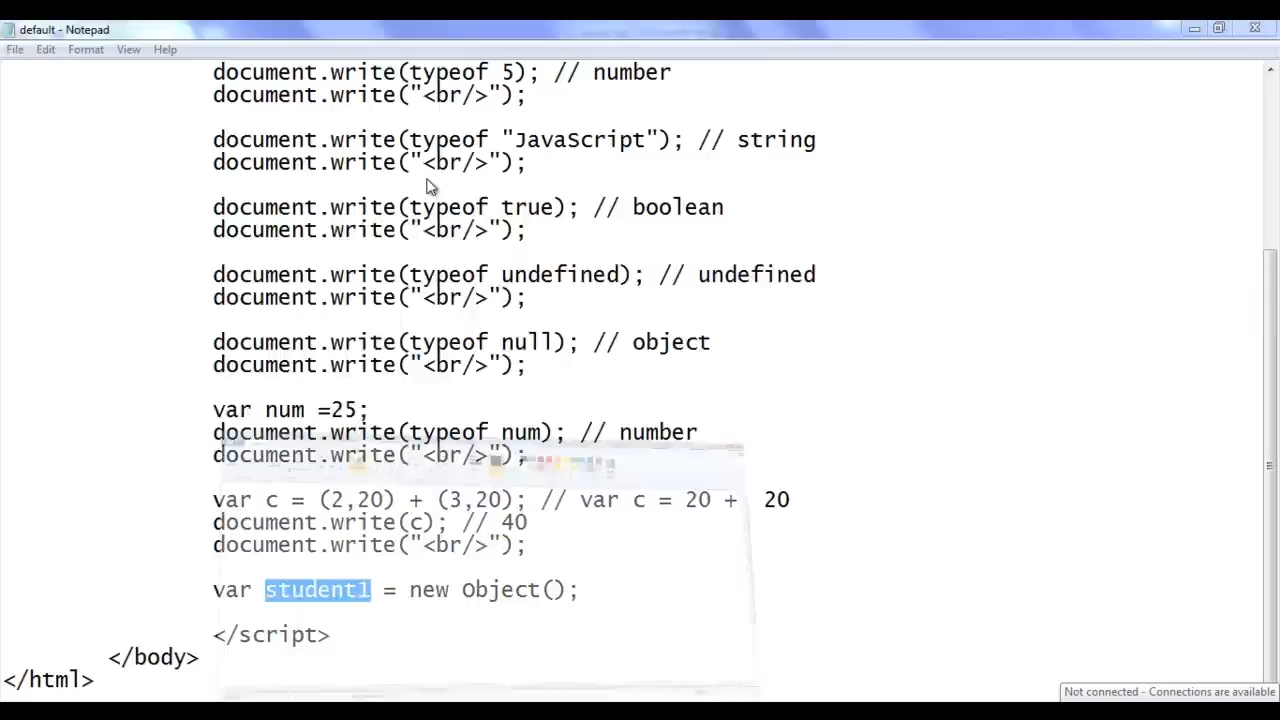 default - Notepad
File Edit Format View Help
document.write(typeof 5); // number
document.write("<br/>");
document.write(typeof "JavaScript"); // string
document.write("<br/>");
document.write(typeof true); // boolean
document.write("<br/>");
document.write(typeof undefined); // undefined
document.write("<br/>");
document.write(typeof null); // object
document.write("<br/>");
var num =25;
document.write(typeof num); // number
document.write("<br/>");
var c = (2,20) + (3,20); // var c = 20 +  20
document.write(c); // 40
document.write("<br/>");
var student1 = new Object();
</script>
</body>
</html>
Not connected - Connections are available